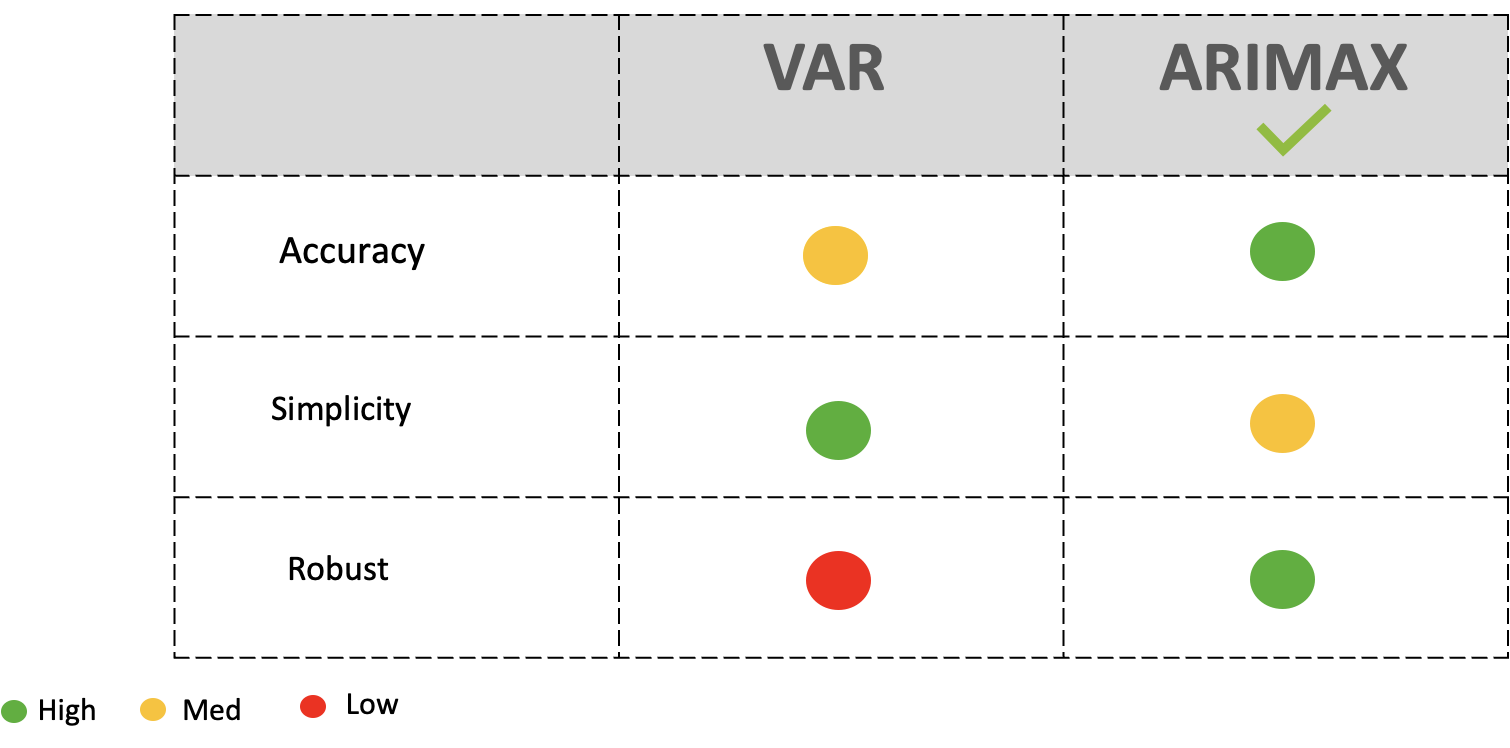 VAR
ARIMAX
Accuracy
Simplicity
Robust
High
Med
Low